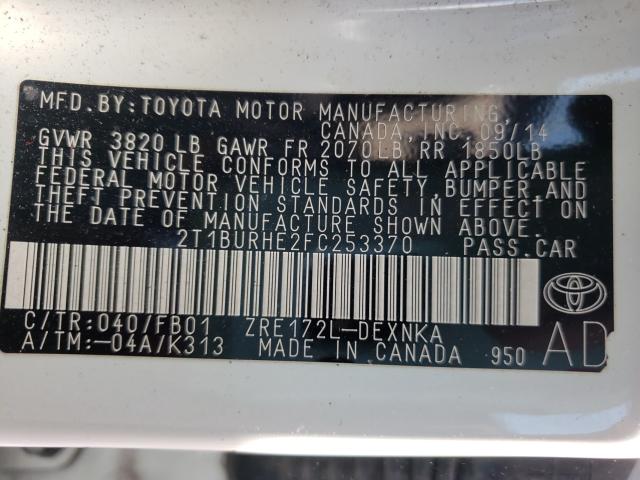 MFD. BY: TOYOTA MOTOR MANUFACTURING,
CANADA, INC. 09/14
GVWR 3820 LB GAWR FR 2070LB, RR 1850LB
THIS VEHICLE CONFORMS TO ALL APPLICABLE
FEDERAL MOTOR VEHICLE SAFETY, BUMPER AND
THEFT PREVENTION STANDARDS IN EFFECT ON
THE DATE OF MANUFACTURE SHOWN ABOVE.
2T1BURHE2FC253370 PASS.CAR
C/TR:040/FB01 ZRE172L-DEXNKA
A/TM:-04A/K313 MADE IN CANADA 950
AD